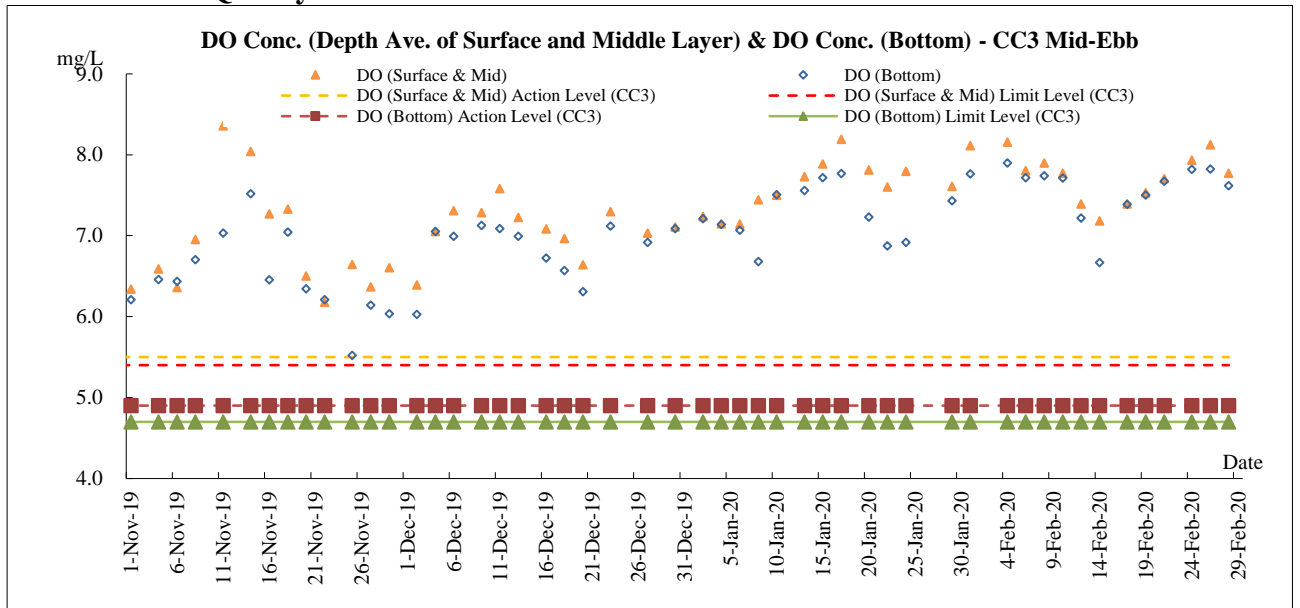 DO Conc. (Depth Ave. of Surface and Middle Layer) & DO Conc. (Bottom) - CC3 Mid-Ebb
mg/L
DO (Surface & Mid)
DO (Bottom)
DO (Surface & Mid) Action Level (CC3)
DO (Surface & Mid) Limit Level (CC3)
DO (Bottom) Action Level (CC3)
DO (Bottom) Limit Level (CC3)
9.0
8.0
7.0
6.0
5.0
4.0
Date
1-Nov-19
6-Nov-19
11-Nov-19
16-Nov-19
21-Nov-19
26-Nov-19
1-Dec-19
6-Dec-19
11-Dec-19
16-Dec-19
21-Dec-19
26-Dec-19
31-Dec-19
5-Jan-20
10-Jan-20
15-Jan-20
20-Jan-20
25-Jan-20
30-Jan-20
4-Feb-20
9-Feb-20
14-Feb-20
19-Feb-20
24-Feb-20
29-Feb-20